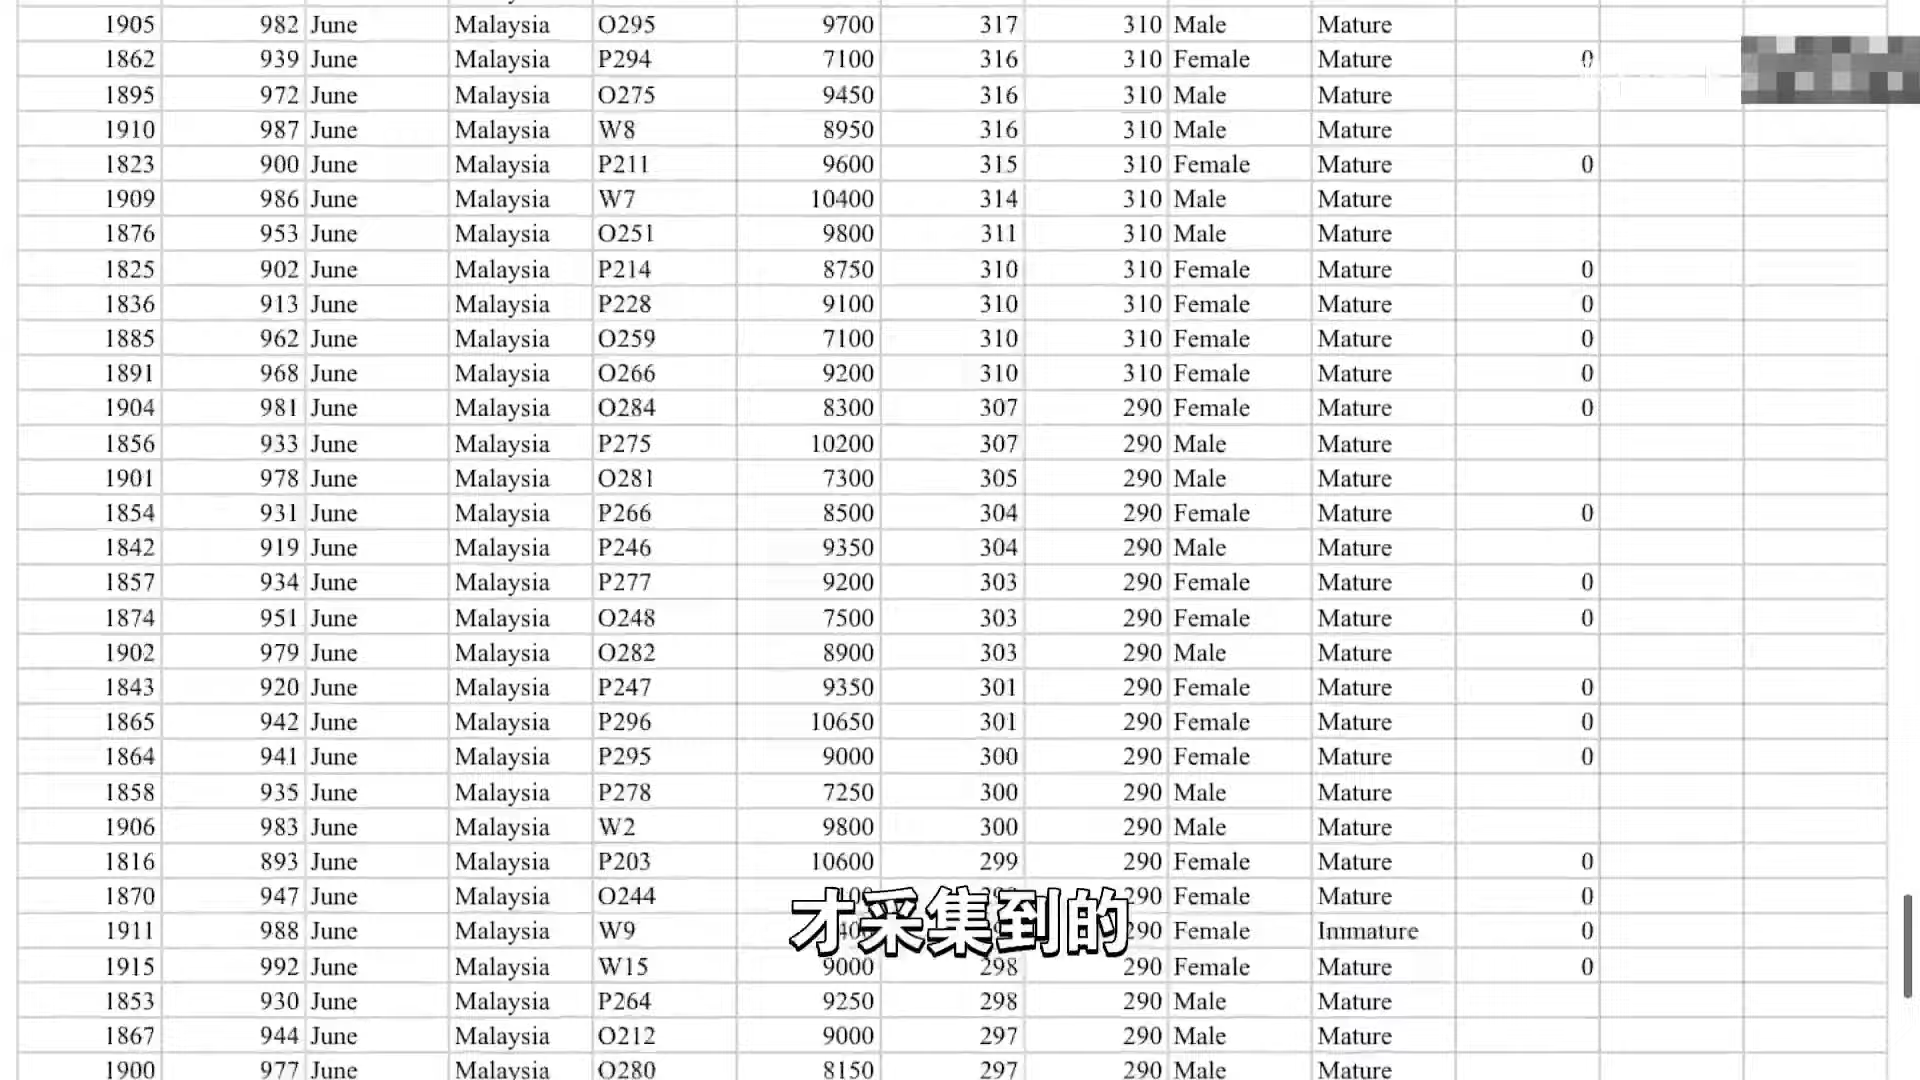 1905 982 June Malaysia O295 9700 317 310 Male Mature
1862 939 June Malaysia P294 7100 316 310 Female Mature 0
1895 972 June Malaysia O275 9450 316 310 Male Mature
1910 987 June Malaysia W8 8950 316 310 Male Mature
1823 900 June Malaysia P211 9600 315 310 Female Mature 0
1909 986 June Malaysia W7 10400 314 310 Male Mature
1876 953 June Malaysia O251 9800 311 310 Male Mature
1825 902 June Malaysia P214 8750 310 310 Female Mature 0
1836 913 June Malaysia P228 9100 310 310 Female Mature 0
1885 962 June Malaysia O259 7100 310 310 Female Mature 0
1891 968 June Malaysia O266 9200 310 310 Female Mature 0
1904 981 June Malaysia O284 8300 307 290 Female Mature 0
1856 933 June Malaysia P275 10200 307 290 Male Mature
1901 978 June Malaysia O281 7300 305 290 Male Mature
1854 931 June Malaysia P266 8500 304 290 Female Mature 0
1842 919 June Malaysia P246 9350 304 290 Male Mature
1857 934 June Malaysia P277 9200 303 290 Female Mature 0
1874 951 June Malaysia O248 7500 303 290 Female Mature 0
1902 979 June Malaysia O282 8900 303 290 Male Mature
1843 920 June Malaysia P247 9350 301 290 Female Mature 0
1865 942 June Malaysia P296 10650 301 290 Female Mature 0
1864 941 June Malaysia P295 9000 300 290 Female Mature 0
1858 935 June Malaysia P278 7250 300 290 Male Mature
1906 983 June Malaysia W2 9800 300 290 Male Mature
1816 893 June Malaysia P203 10600 299 290 Female Mature 0
1870 947 June Malaysia O244 290 Female Mature 0
1911 988 June Malaysia W9 290 Female Immature 0
才采集到的
1915 992 June Malaysia W15 9000 298 290 Female Mature 0
1853 930 June Malaysia P264 9250 298 290 Male Mature
1867 944 June Malaysia O212 9000 297 290 Male Mature
1900 977 June Malaysia O280 8150 297 290 Male Mature